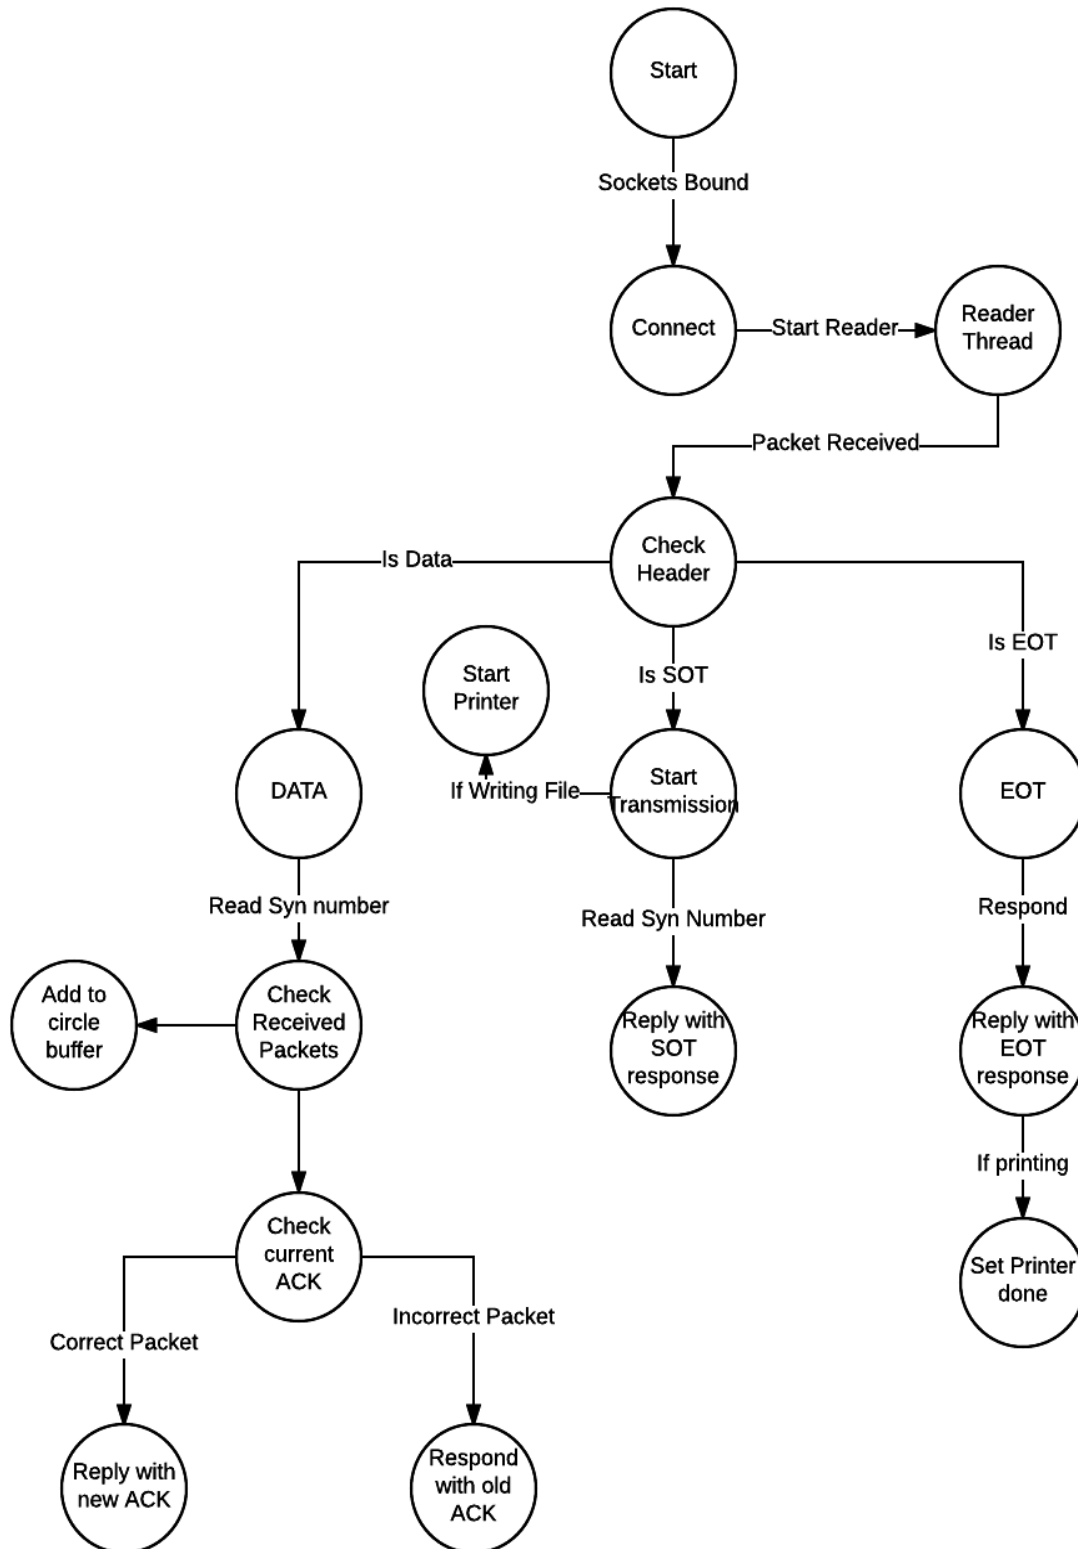 Start
Sockets Bound
Connect
Start Reader
Reader
Thread
Packet Received
Check
Header
Is Data
Is SOT
Is EOT
Start
Printer
If Writing File
Start
Transmission
DATA
EOT
Read Syn number
Read Syn Number
Respond
Add to
circle
buffer
Check
Received
Packets
Reply with
SOT
response
Reply with
EOT
response
If printing
Check
current
ACK
Set Printer
done
Correct Packet
Incorrect Packet
Reply with
new ACK
Respond
with old
ACK